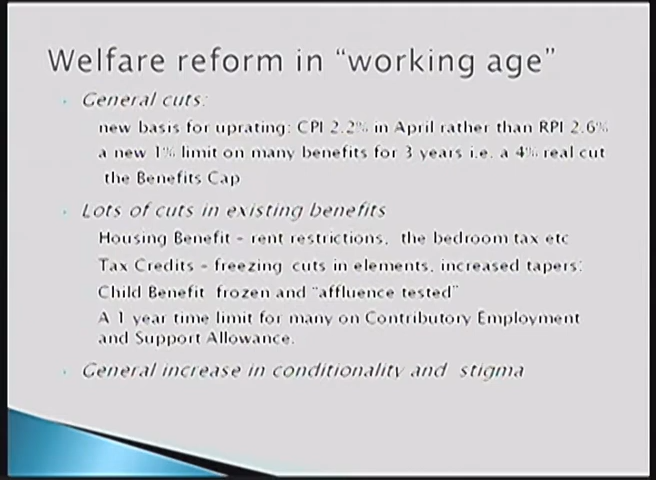 Welfare reform in “working age”
General cuts:
new basis for uprating: CPI 2.2% in April rather than RPI 2.6%
a new 1% limit on many benefits for 3 years i.e. a 4% real cut
the Benefits Cap
Lots of cuts in existing benefits
Housing Benefit – rent restrictions, the bedroom tax etc
Tax Credits – freezing cuts in elements, increased tapers;
Child Benefit frozen and “affluence tested”
A 1 year time limit for many on Contributory Employment
and Support Allowance.
General increase in conditionality and stigma